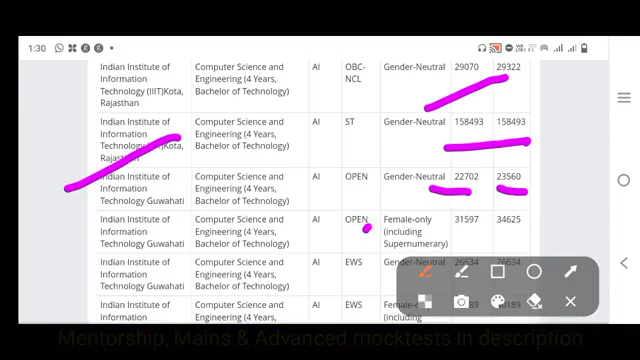 1:30
Indian Institute of Information Technology (IIIT)Kota, Rajasthan Computer Science and Engineering (4 Years, Bachelor of Technology) AI OBC-NCL Gender-Neutral 29070 29322
Indian Institute of Information Technology Kota, Rajasthan Computer Science and Engineering (4 Years, Bachelor of Technology) AI ST Gender-Neutral 158493 158493
Indian Institute of Information Technology Guwahati Computer Science and Engineering (4 Years, Bachelor of Technology) AI OPEN Gender-Neutral 22702 23560
Indian Institute of Information Technology Guwahati Computer Science and Engineering (4 Years, Bachelor of Technology) AI OPEN Female-only (including Supernumerary) 31597 34625
Indian Institute of Information Technology Guwahati Computer Science and Engineering (4 Years, Bachelor of Technology) AI EWS Gender-Neutral 26634 26634
Indian Institute of Information Computer Science and Engineering (4 Years, AI EWS (including
Mentorship, Mains & Advanced mocktests in description